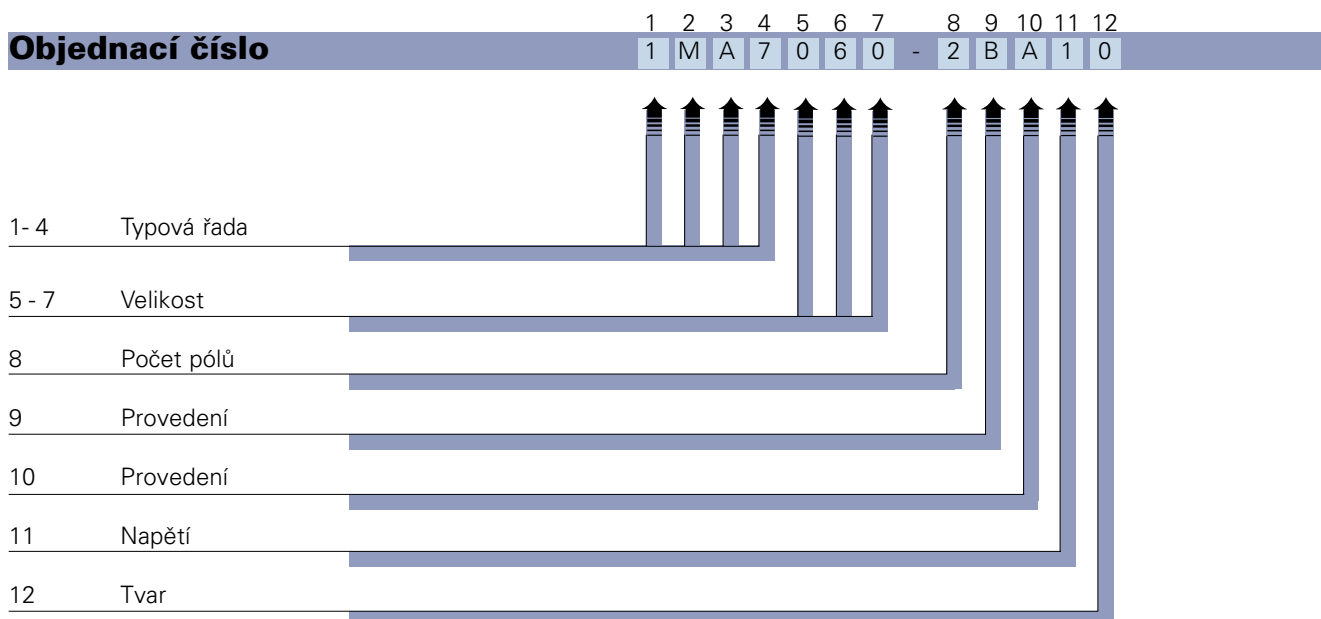 1 2 3 4 5 6 7 8 9 10 11 12
Objednací číslo 1 M A 7 0 6 0 - 2 B A 1 0
1- 4 Typová řada
5 - 7 Velikost
8 Počet pólů
9 Provedení
10 Provedení
11 Napětí
12 Tvar